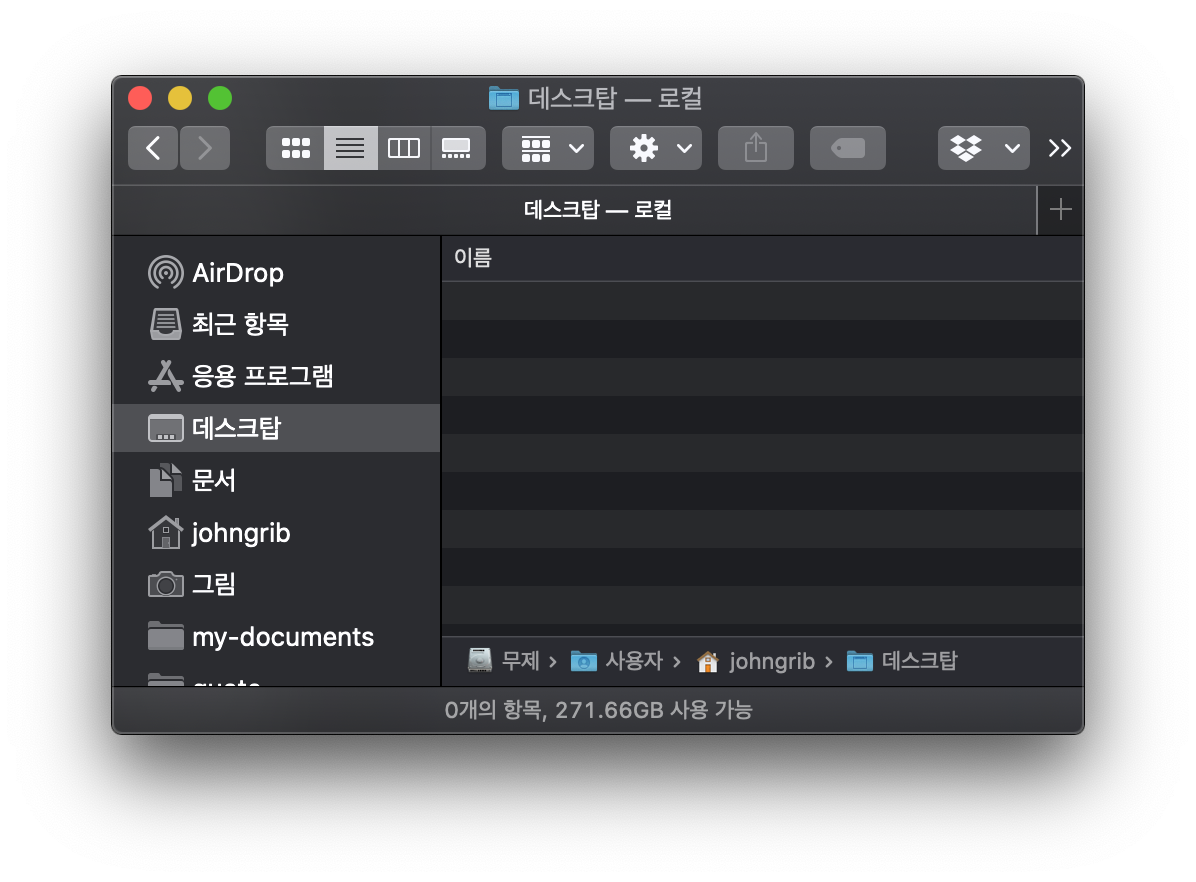 데스크탑 — 로컬
데스크탑 — 로컬
AirDrop
최근 항목
응용 프로그램
데스크탑
문서
johngrib
그림
my-documents
이름
무제 › 사용자 › johngrib › 데스크탑
0개의 항목, 271.66GB 사용 가능